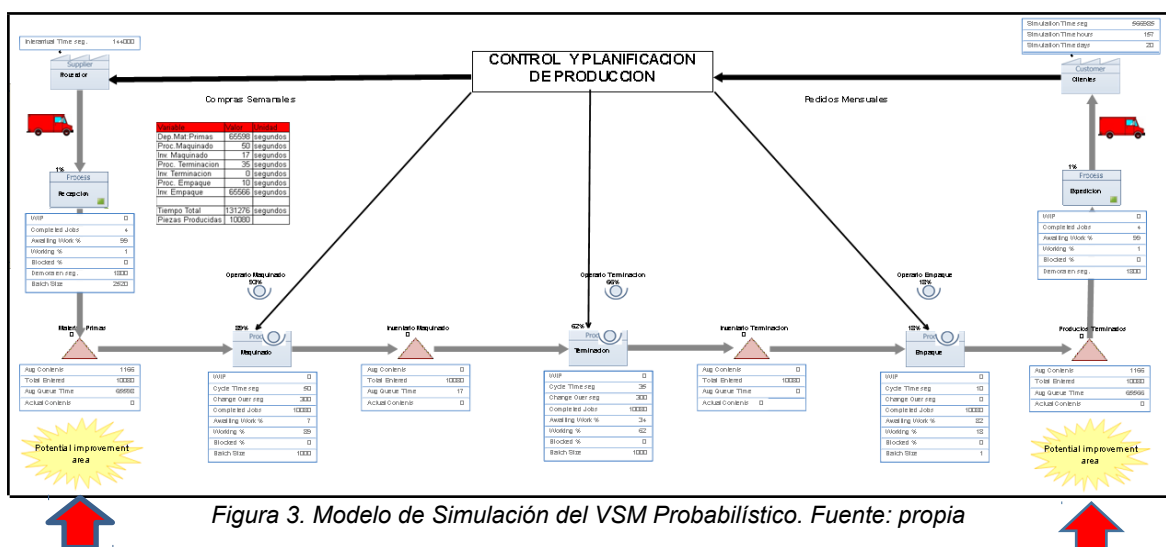 Simulation Time seg 566925
Simulation Time hours 157
Simulation Time days 20
Interarrival Time seg. 144000
Supplier
Customer
Clientes
CONTROL Y PLANIFICACION
DE PRODUCCION
Compras Semanales
Pedidos Mensuales
Variable Valor Unidad
Dep.Mat.Primas 65598 segundos
Proc.Maquinado 50 segundos
Inv. Maquinado 17 segundos
Proc. Terminacion 35 segundos
Inv. Terminacion 0 segundos
Proc. Empaque 10 segundos
Inv. Empaque 65566 segundos
Tiempo Total 131276 segundos
Piezas Producidas 10080
1%
Process
Recepcion
WIP 0
Completed Jobs 4
Awaiting Work % 99
Working % 1
Blocked % 0
Demora en seg. 1800
Batch Size 2520
1%
Process
Expedicion
WIP 0
Completed Jobs 4
Awaiting Work % 99
Working % 1
Blocked % 0
Demora en seg. 1800
Operario Maquinado
93%
Operario Terminacion
66%
Operario Empaque
18%
Materias Primas
0
89%
Maquinado
Inventario Maquinado
0
62%
Terminacion
Inventario Terminacion
0
18%
Empaque
Productos Terminados
0
Avg Contents 1166
Total Entered 10080
Avg Queue Time
Actual Contents 0
WIP 0
Cycle Time seg 50
Change Over seg 300
Completed Jobs 10080
Awaiting Work % 7
Working % 89
Blocked % 0
Batch Size 1000
Avg Contents 0
Total Entered 10080
Avg Queue Time 17
Actual Contents 0
WIP 0
Cycle Time seg 35
Change Over seg 300
Completed Jobs 10080
Awaiting Work % 34
Working % 62
Blocked % 0
Batch Size 1000
Avg Contents 0
Total Entered 10080
Avg Queue Time 0
Actual Contents 0
WIP 0
Cycle Time seg 10
Change Over seg 0
Completed Jobs 10080
Awaiting Work % 82
Working % 18
Blocked % 0
Batch Size 1
Avg Contents 1166
Total Entered 10080
Avg Queue Time 65566
Actual Contents 0
Potential improvement
area
Potential improvement
area
Figura 3. Modelo de Simulación del VSM Probabilístico. Fuente: propia